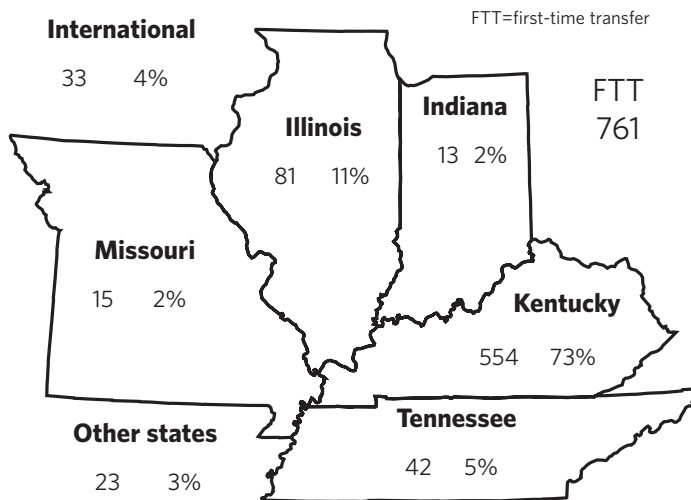 FTT=first-time transfer
International
33 4%
FTT
761
Illinois
81 11%
Indiana
13 2%
Missouri
15 2%
Kentucky
554 73%
Other states
23 3%
Tennessee
42 5%